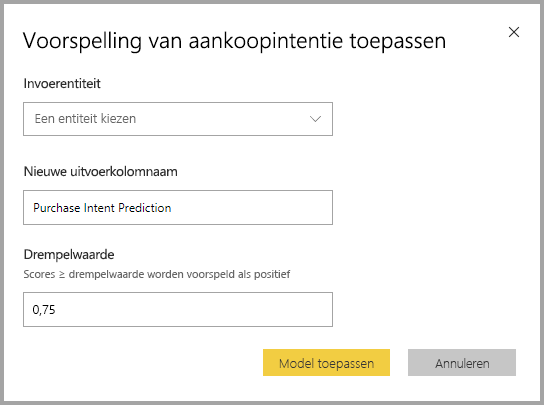 Voorspelling van aankoopintentie toepassen
Invoerentiteit
Een entiteit kiezen
Nieuwe uitvoerkolomnaam
Purchase Intent Prediction
Drempelwaarde
Scores ≥ drempelwaarde worden voorspeld als positief
0,75
Model toepassen Annuleren